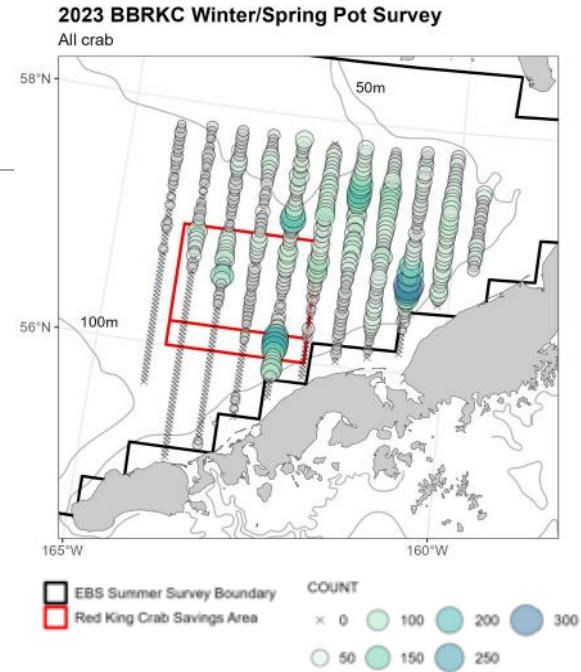 2023 BBRKC Winter/Spring Pot Survey
All crab
58°N
50m
56°N
100m
165°W
160°W
EBS Summer Survey Boundary
Red King Crab Savings Area
COUNT
0
100
200
300
50
150
250